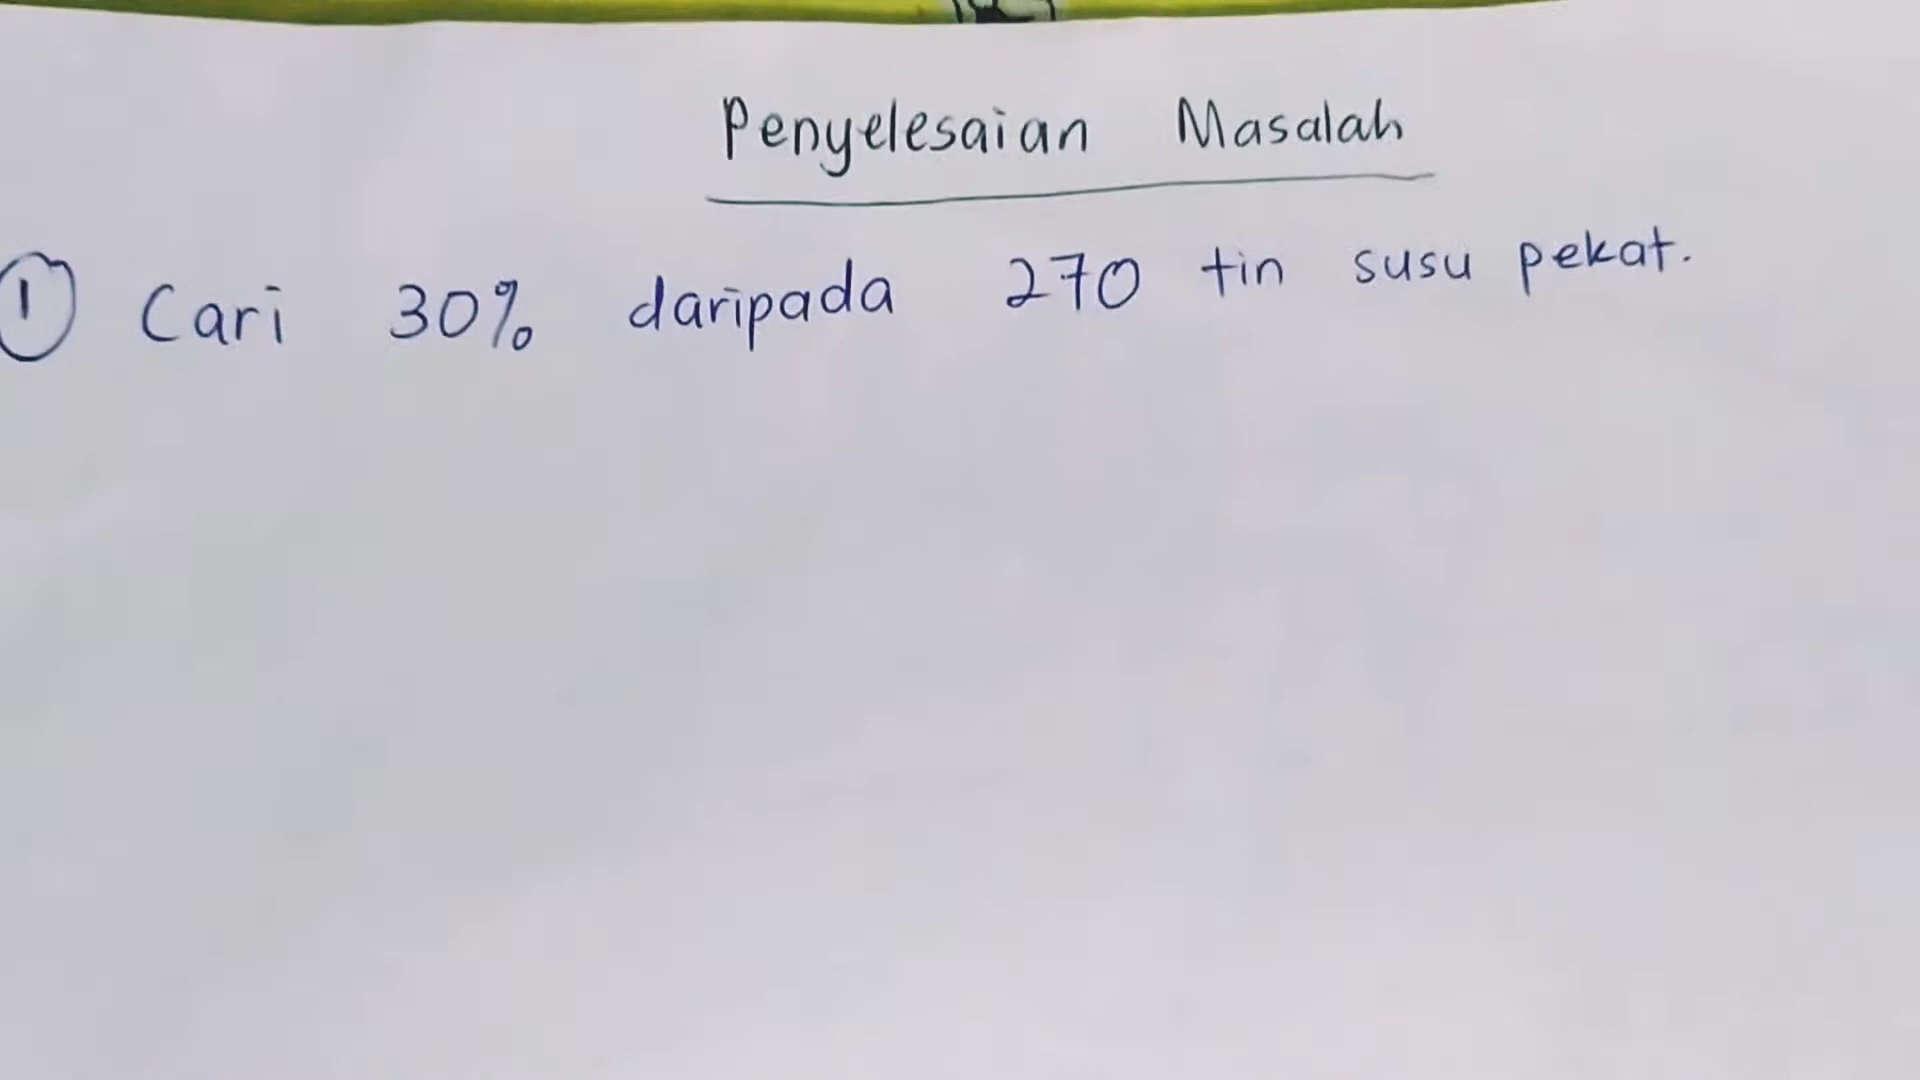 Penyelesaian Masalah
1 Cari 30% daripada 270 tin susu pekat.